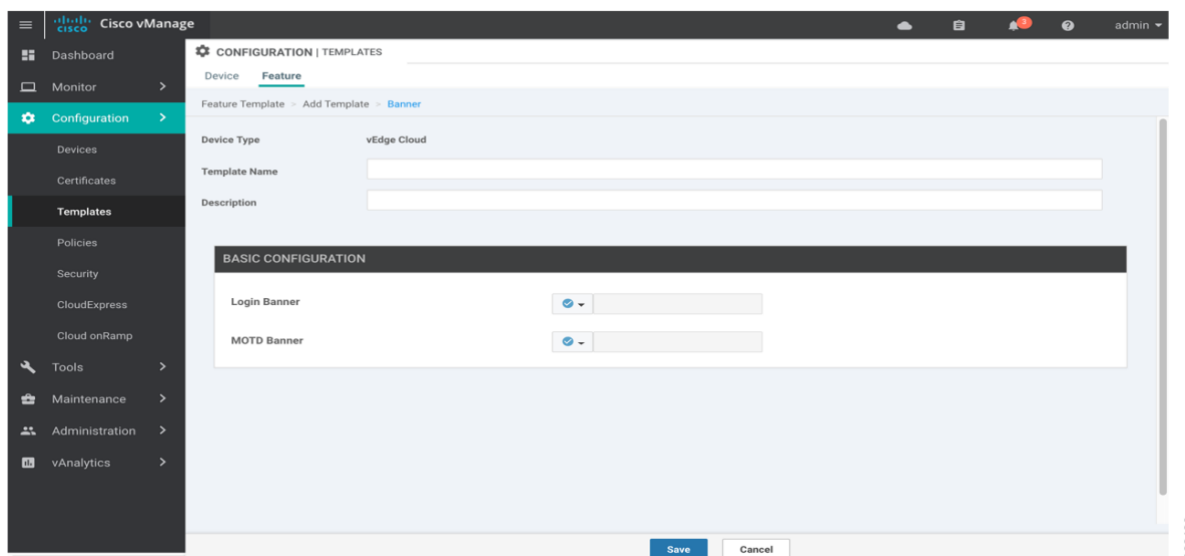 cisco Cisco vManage
3
admin
Dashboard
Monitor
Configuration
Devices
Certificates
Templates
Policies
Security
CloudExpress
Cloud onRamp
Tools
Maintenance
Administration
vAnalytics
CONFIGURATION | TEMPLATES
Device Feature
Feature Template > Add Template > Banner
Device Type vEdge Cloud
Template Name
Description
BASIC CONFIGURATION
Login Banner
MOTD Banner
Save Cancel